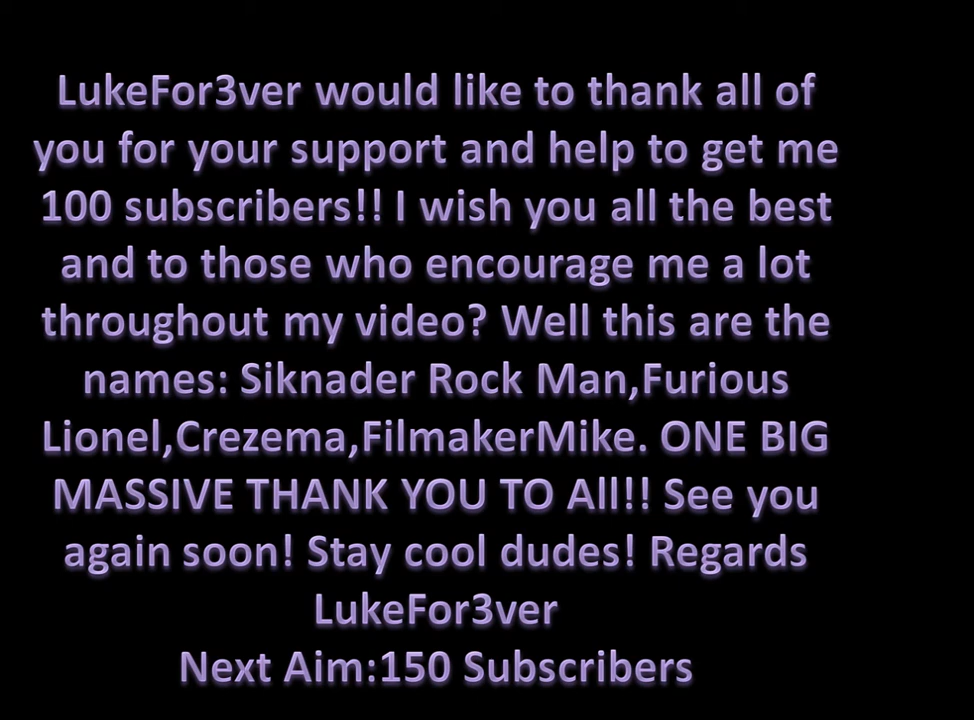 LukeFor3ver would like to thank all of
you for your support and help to get me
100 subscribers!! I wish you all the best
and to those who encourage me a lot
throughout my video? Well this are the
names: Siknader Rock Man,Furious
Lionel,Crezema,FilmakerMike. ONE BIG
MASSIVE THANK YOU TO All!! See you
again soon! Stay cool dudes! Regards
LukeFor3ver
Next Aim:150 Subscribers